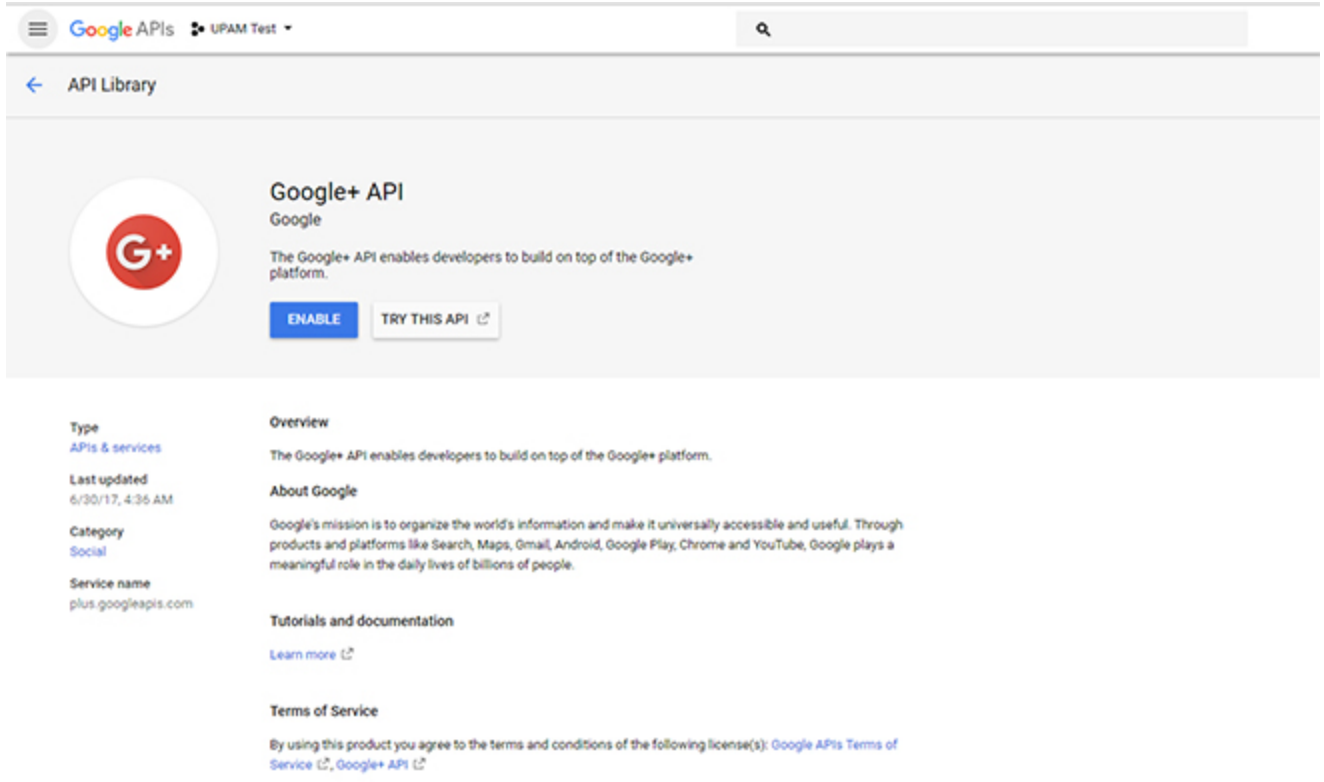 Google APIs UPAM Test
API Library
Google+ API
Google
The Google+ API enables developers to build on top of the Google+
platform.
G+
ENABLE TRY THIS API
Type
APIs & services
Last updated
6/30/17, 4:36 AM
Category
Social
Service name
plus.googleapis.com
Overview
The Google+ API enables developers to build on top of the Google+ platform.
About Google
Google's mission is to organize the world's information and make it universally accessible and useful. Through
products and platforms like Search, Maps, Gmail, Android, Google Play, Chrome and YouTube, Google plays a
meaningful role in the daily lives of billions of people.
Tutorials and documentation
Learn more
Terms of Service
By using this product you agree to the terms and conditions of the following license(s): Google APIs Terms of
Service, Google+ API